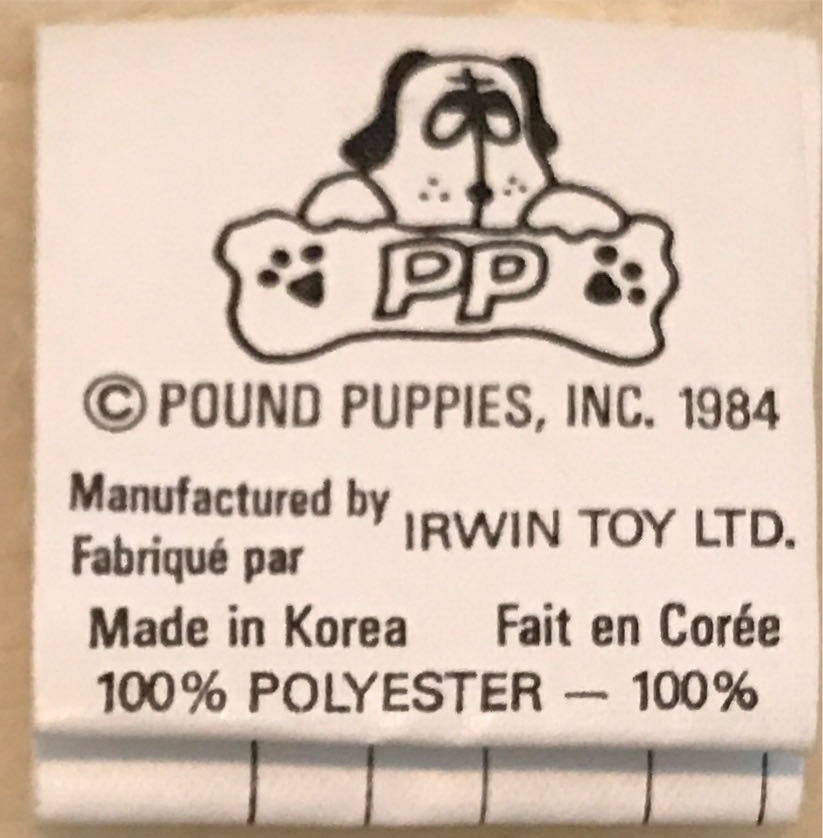 PP
© POUND PUPPIES, INC. 1984
Manufactured by
Fabriqué par
IRWIN TOY LTD.
Made in Korea Fait en Corée
100% POLYESTER — 100%